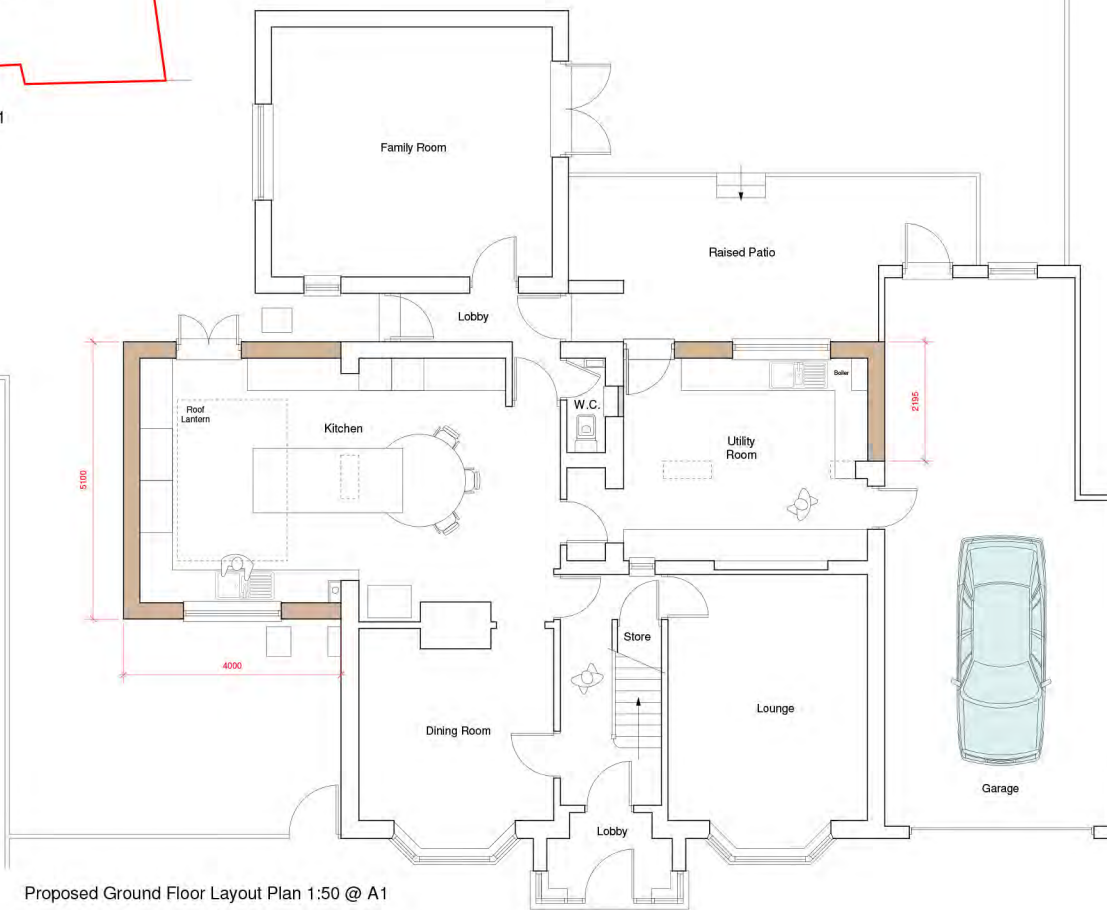 1
Family Room
Raised Patio
Lobby
Roof
Lantern
Kitchen
W.C.
Boiler
Utility
Room
2195
5100
4000
Store
Dining Room
Lounge
Garage
Lobby
Proposed Ground Floor Layout Plan 1:50 @ A1